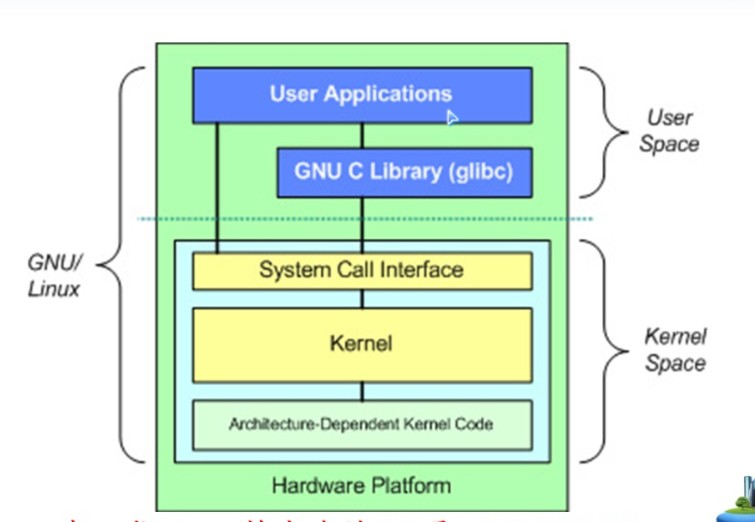 User Applications
User
Space
GNU C Library (glibc)
GNU/
Linux
System Call Interface
Kernel
Kernel
Space
Architecture-Dependent Kernel Code
Hardware Platform